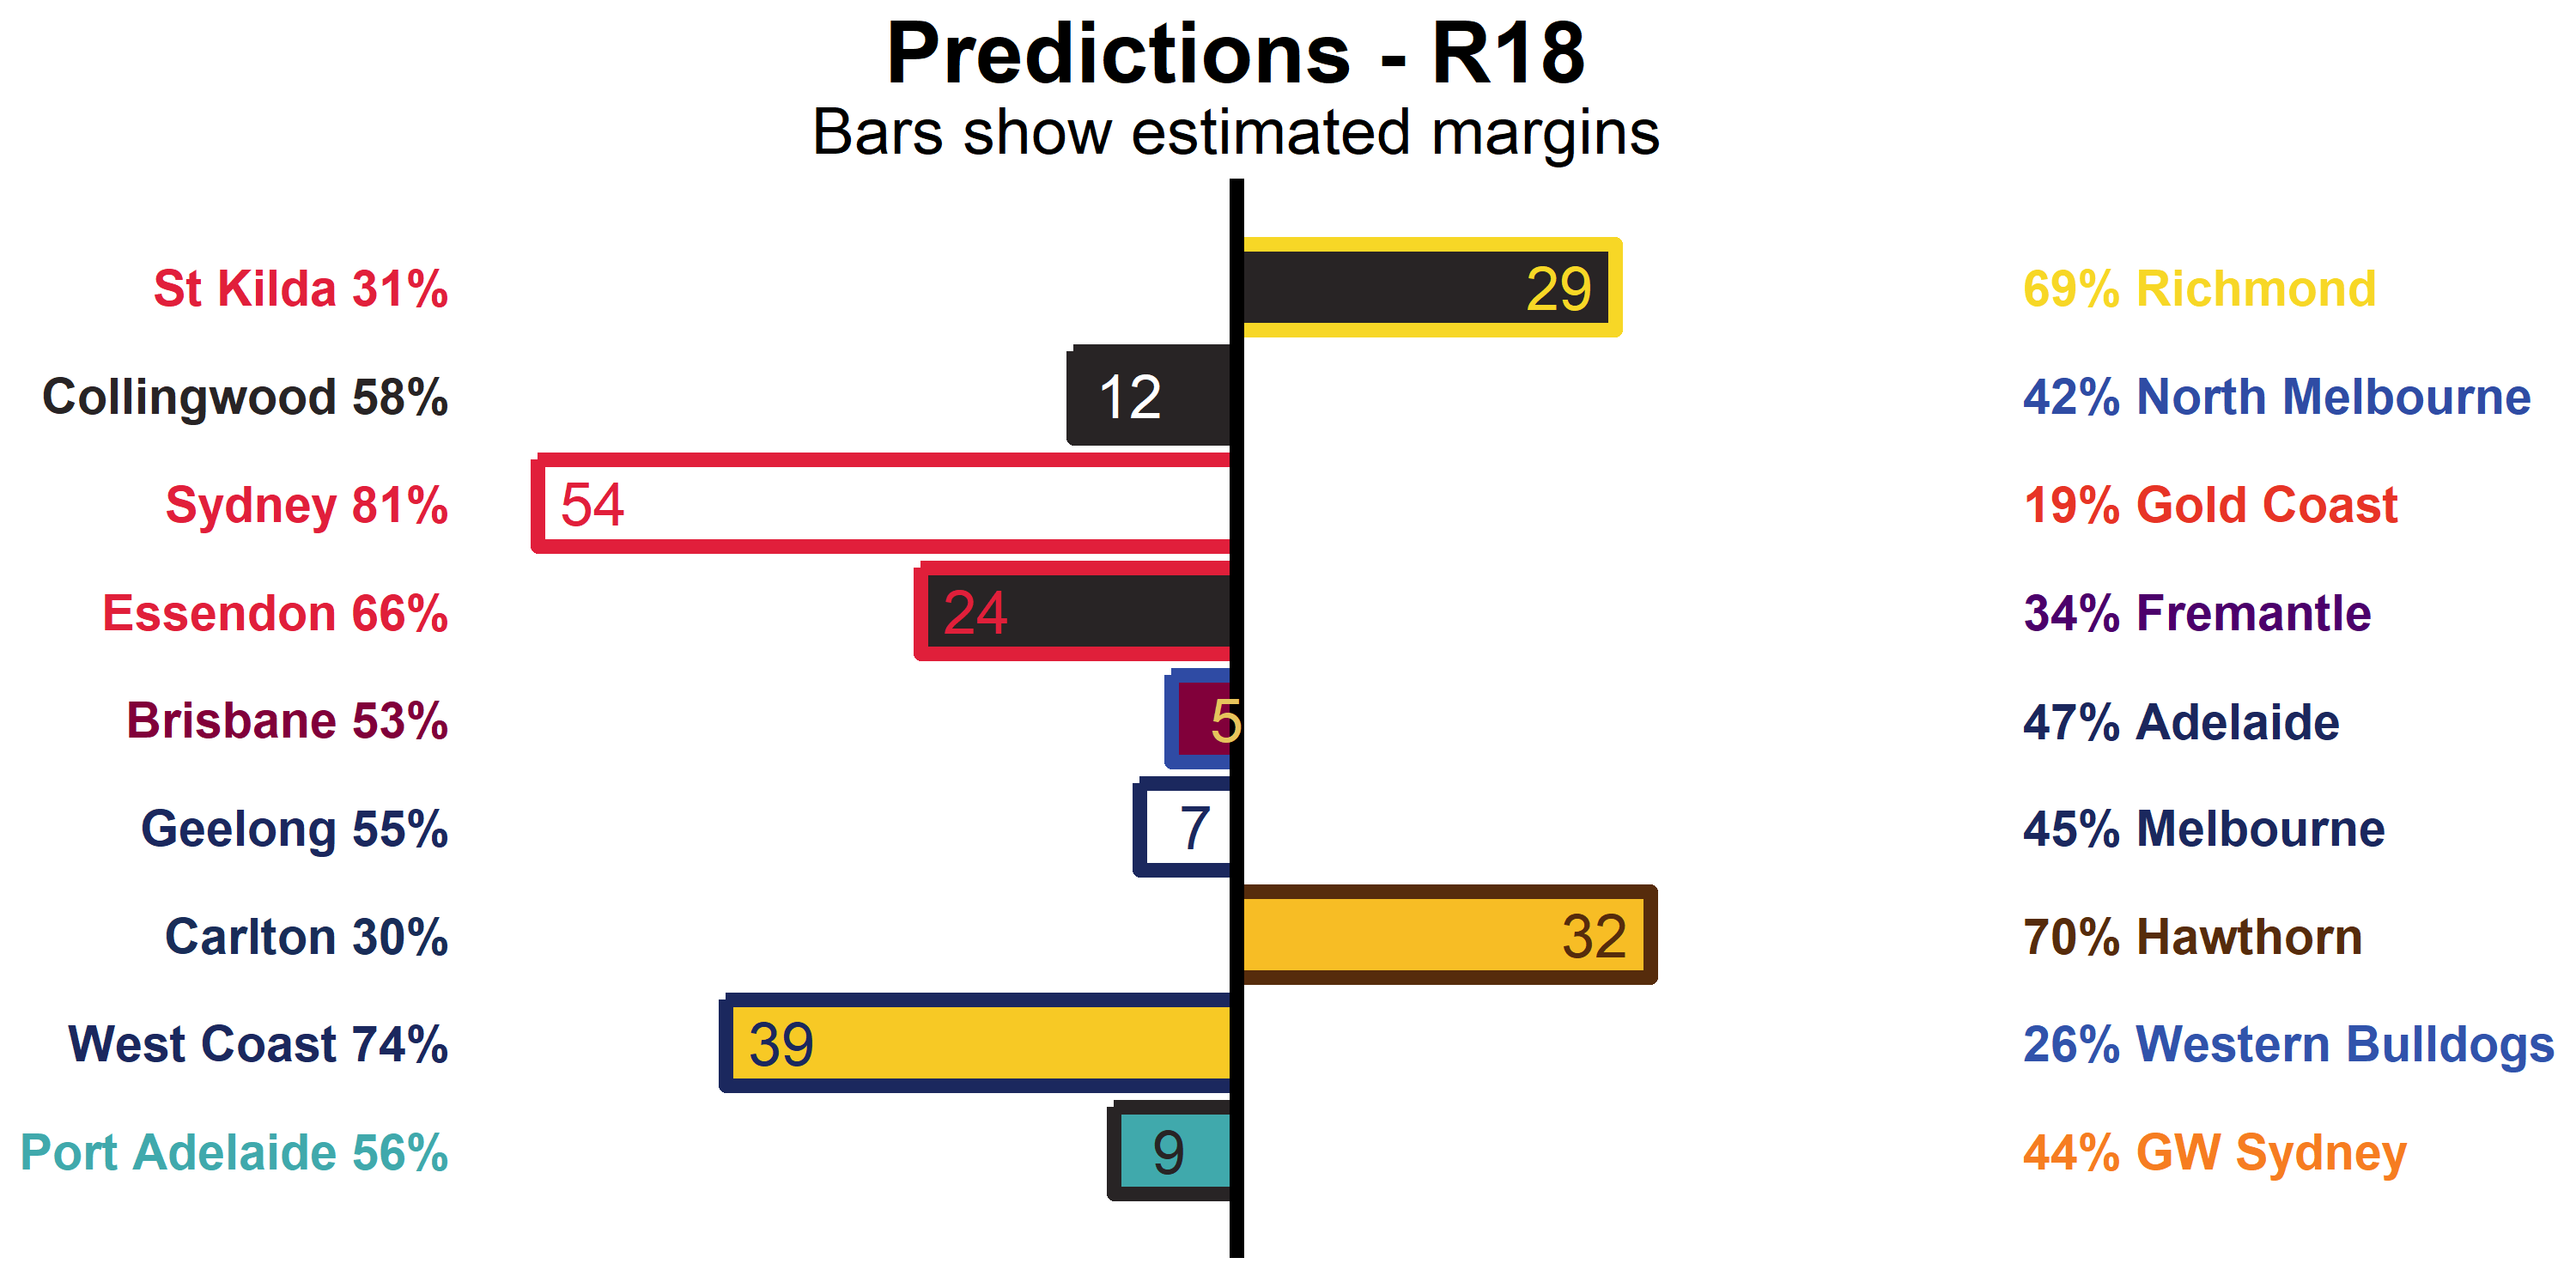 Predictions - R18
Bars show estimated margins
St Kilda 31% 29 69% Richmond
Collingwood 58% 12 42% North Melbourne
Sydney 81% 54 19% Gold Coast
Essendon 66% 24 34% Fremantle
Brisbane 53% 5 47% Adelaide
Geelong 55% 7 45% Melbourne
Carlton 30% 32 70% Hawthorn
West Coast 74% 39 26% Western Bulldogs
Port Adelaide 56% 9 44% GW Sydney